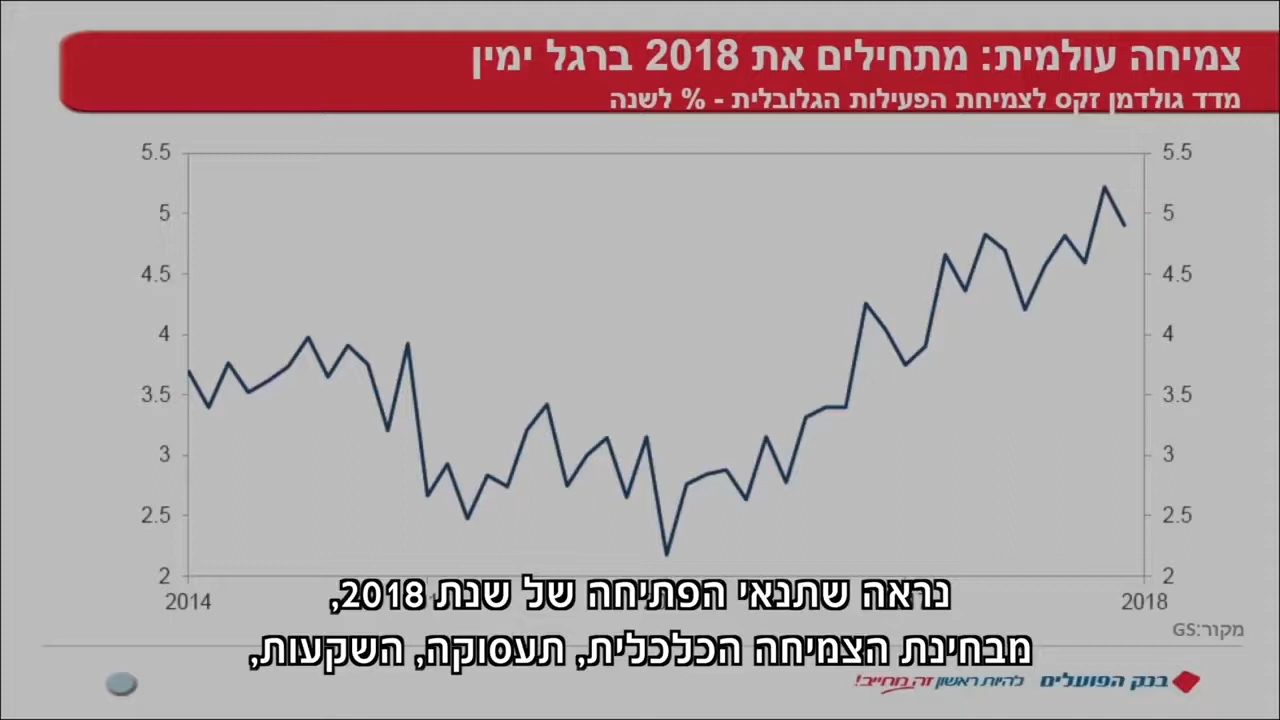 צמיחה עולמית: מתחילים את 2018 ברגל ימין
מדד גולדמן זקס לצמיחת הפעילות הגלובלית - % לשנה
5.5 5.5
5 5
4.5 4.5
4 4
3.5 3.5
3 3
2.5 2.5
2 2
2014 2018
נראה שתנאי הפתיחה של שנת 2018,
מקור:GS
מבחינת הצמיחה הכלכלית, תעסוקה, השקעות,
בנק הפועלים להיות ראשון זה מחייב!